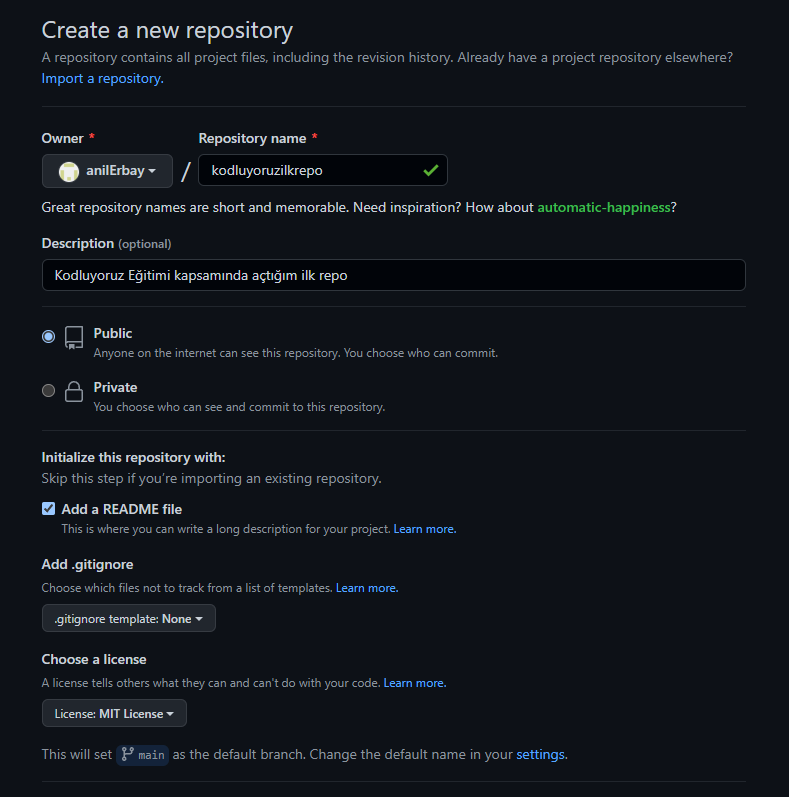 Create a new repository
A repository contains all project files, including the revision history. Already have a project repository elsewhere?
Import a repository.
Owner *
Repository name *
anilErbay / kodluyoruzilkrepo
Great repository names are short and memorable. Need inspiration? How about automatic-happiness?
Description (optional)
Kodluyoruz Eğitimi kapsamında açtığım ilk repo
Public
Anyone on the internet can see this repository. You choose who can commit.
Private
You choose who can see and commit to this repository.
Initialize this repository with:
Skip this step if you're importing an existing repository.
Add a README file
This is where you can write a long description for your project. Learn more.
Add .gitignore
Choose which files not to track from a list of templates. Learn more.
.gitignore template: None
Choose a license
A license tells others what they can and can't do with your code. Learn more.
License: MIT License
This will set main as the default branch. Change the default name in your settings.